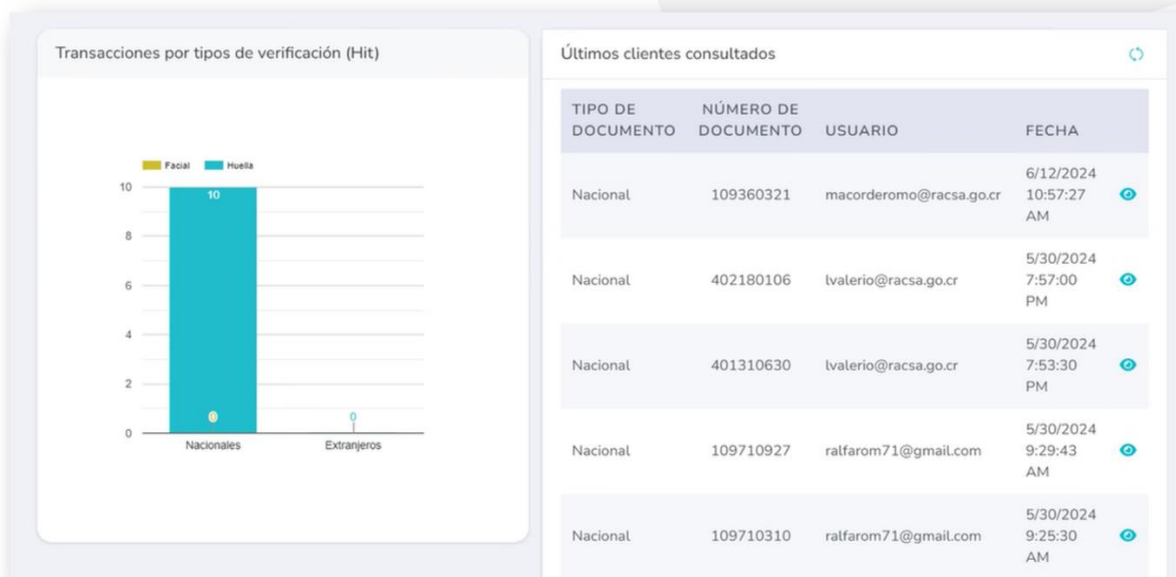 Transacciones por tipos de verificación (Hit)
Facial Huella
10
10
8
6
4
2
0
0
0
Nacionales Extranjeros
Últimos clientes consultados
TIPO DE DOCUMENTO NÚMERO DE DOCUMENTO USUARIO FECHA
Nacional 109360321 macorderomo@racsa.go.cr 6/12/2024 10:57:27 AM
Nacional 402180106 lvalerio@racsa.go.cr 5/30/2024 7:57:00 PM
Nacional 401310630 lvalerio@racsa.go.cr 5/30/2024 7:53:30 PM
Nacional 109710927 ralfarom71@gmail.com 5/30/2024 9:29:43 AM
Nacional 109710310 ralfarom71@gmail.com 5/30/2024 9:25:30 AM